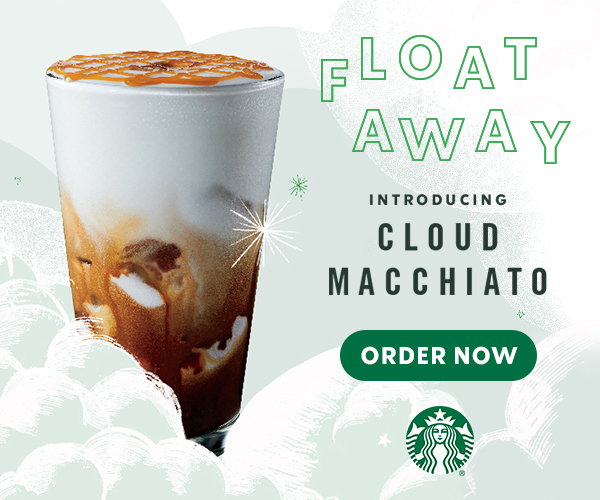 FLOAT
AWAY
INTRODUCING
CLOUD
MACCHIATO
ORDER NOW
®